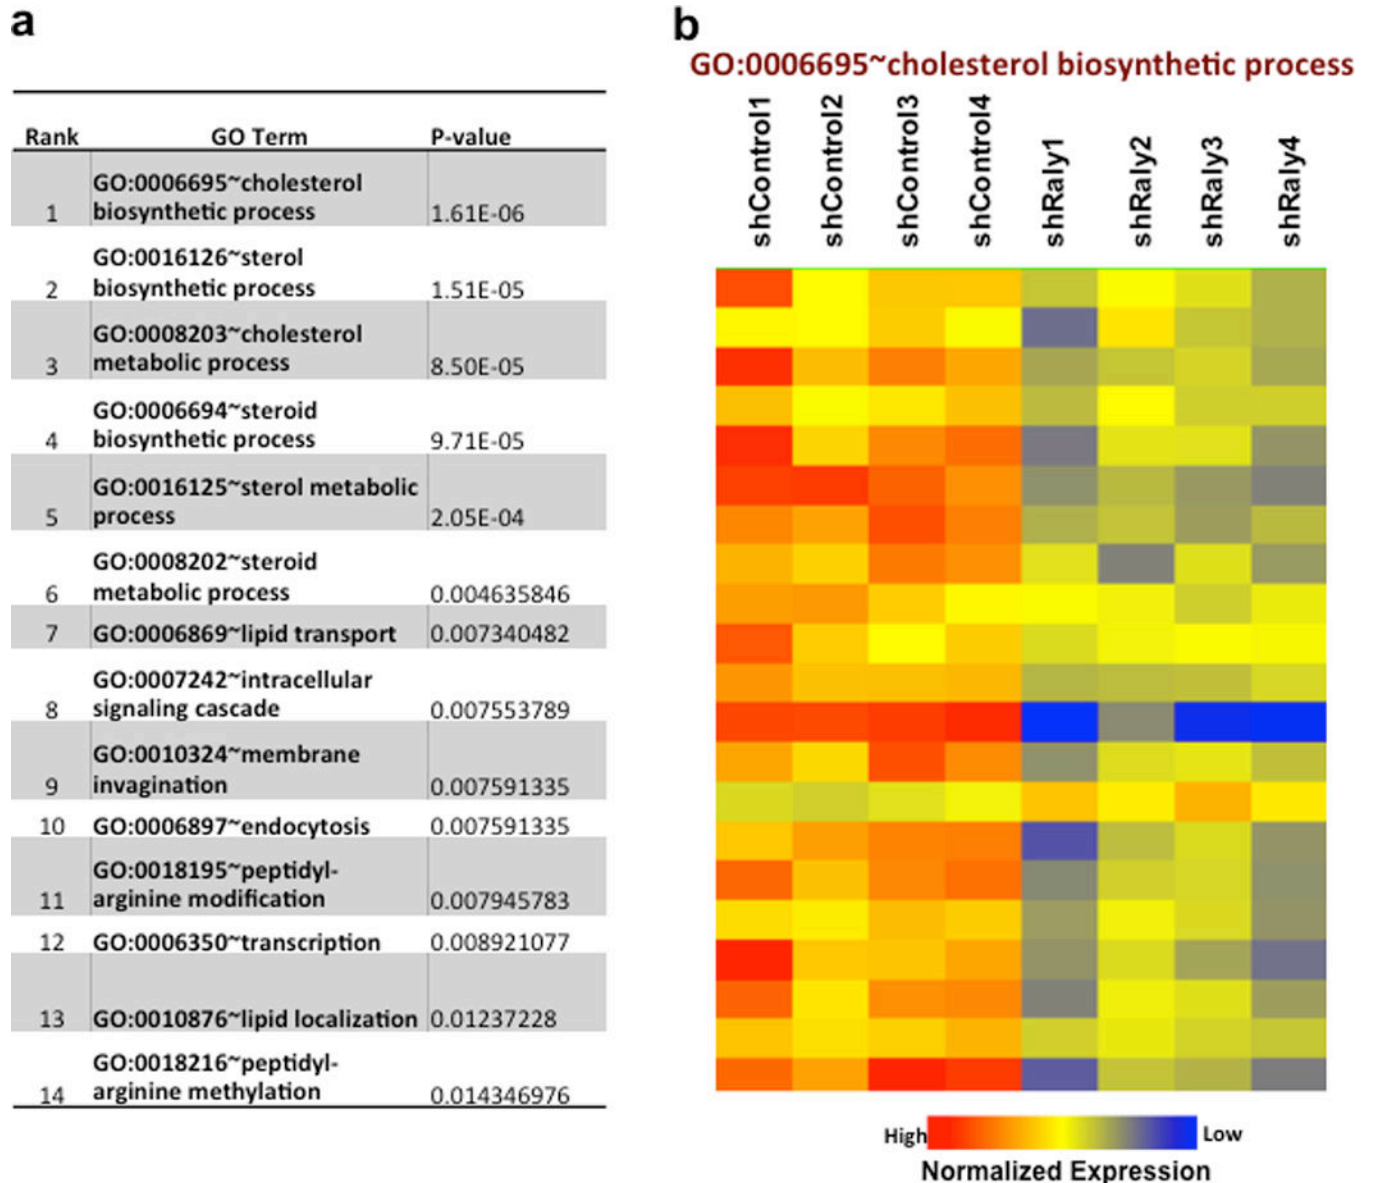 a
Rank GO Term P-value
GO:0006695~cholesterol
1 biosynthetic process 1.61E-06
GO:0016126~sterol
2 biosynthetic process 1.51E-05
GO:0008203~cholesterol
3 metabolic process 8.50E-05
GO:0006694~steroid
4 biosynthetic process 9.71E-05
GO:0016125~sterol metabolic
5 process 2.05E-04
GO:0008202~steroid
6 metabolic process 0.004635846
7 GO:0006869~lipid transport 0.007340482
GO:0007242~intracellular
8 signaling cascade 0.007553789
GO:0010324~membrane
9 invagination 0.007591335
10 GO:0006897~endocytosis 0.007591335
GO:0018195~peptidyl-
11 arginine modification 0.007945783
12 GO:0006350~transcription 0.008921077
13 GO:0010876~lipid localization 0.01237228
GO:0018216~peptidyl-
14 arginine methylation 0.014346976
b
GO:0006695~cholesterol biosynthetic process
shControl1
shControl2
shControl3
shControl4
shRaly1
shRaly2
shRaly3
shRaly4
High Low
Normalized Expression